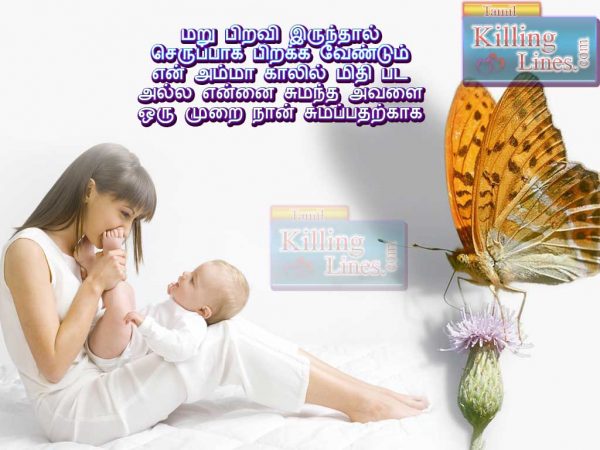 மறு பிறவி இருந்தால்
செருப்பாக பிறக்க வேண்டும்
என் அம்மா காலில் மிதி பட
அல்ல என்னை சுமந்த அவளை
ஒரு முறை நான் சுமப்பதற்காக
Tamil
Killing
Lines.com
Tamil
Killing
Lines.com